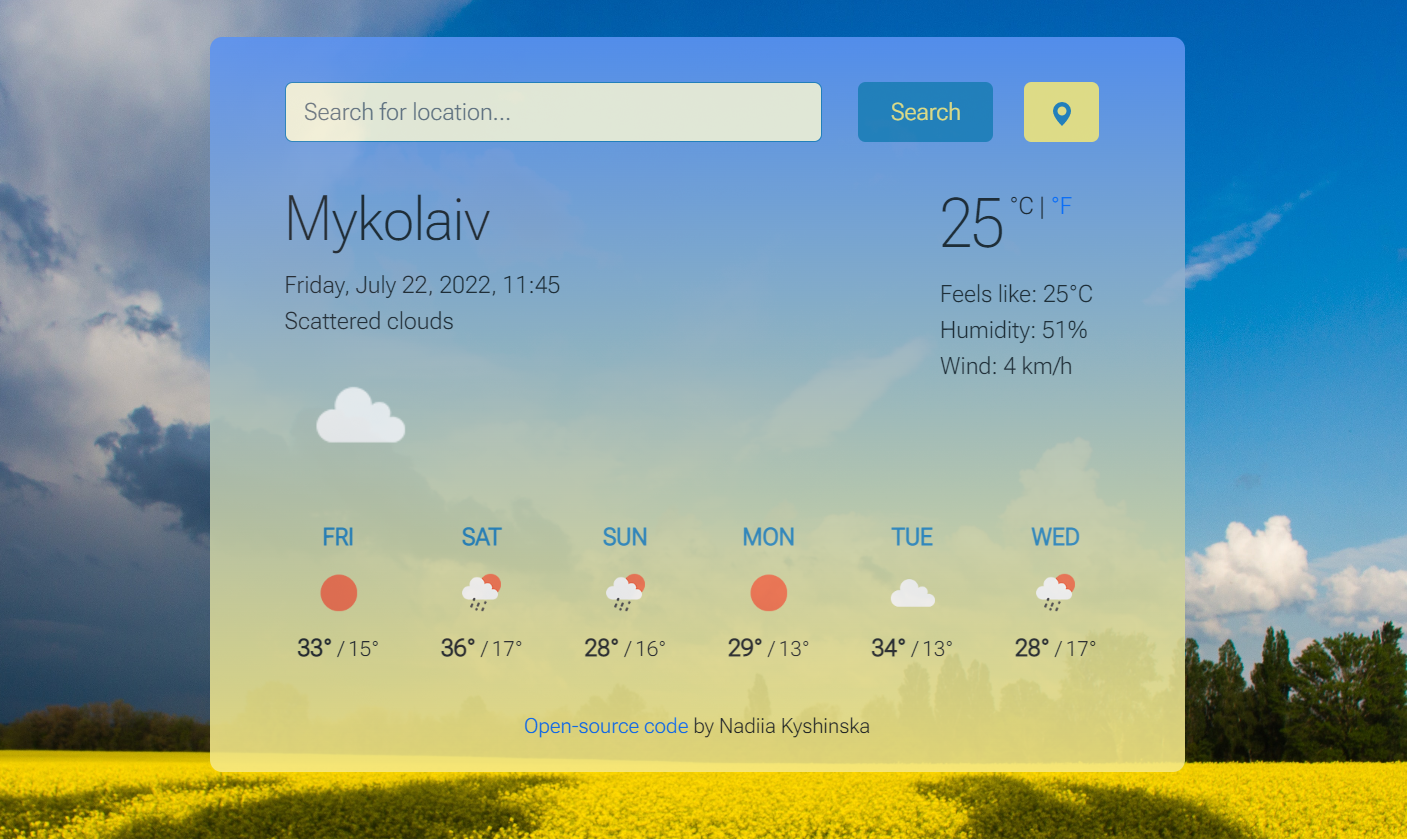 Search for location...
Search
Mykolaiv
25 °C | °F
Friday, July 22, 2022, 11:45
Scattered clouds
Feels like: 25°C
Humidity: 51%
Wind: 4 km/h
FRI SAT SUN MON TUE WED
33° / 15° 36° / 17° 28° / 16° 29° / 13° 34° / 13° 28° / 17°
Open-source code by Nadiia Kyshinska